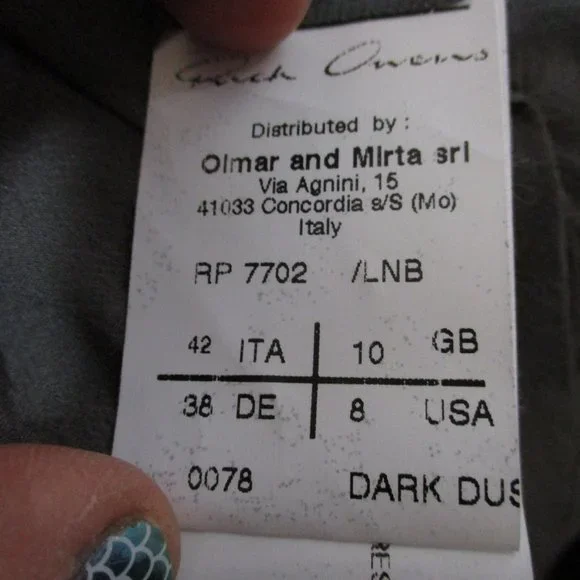 Rick Owens
Distributed by :
Olmar and Mirta srl
Via Agnini, 15
41033 Concordia s/S (Mo)
Italy
RP 7702 /LNB
42 ITA 10 GB
38 DE 8 USA
0078 DARK DUS
RES